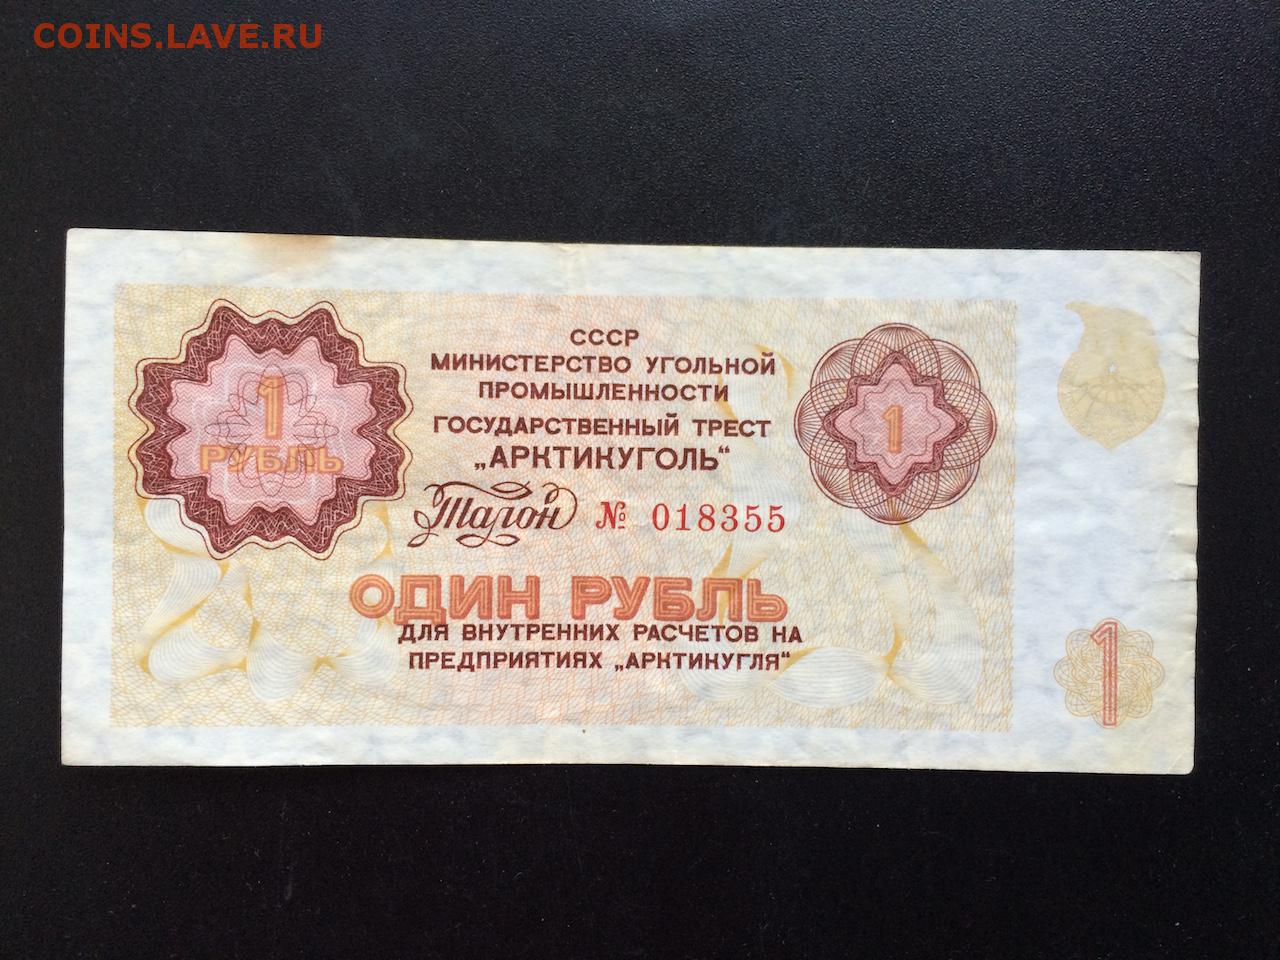 COINS.LAVE.RU
СССР
МИНИСТЕРСТВО УГОЛЬНОЙ
ПРОМЫШЛЕННОСТИ
ГОСУДАРСТВЕННЫЙ ТРЕСТ
„АРКТИКУГОЛЬ“
Талон № 018355
1
РУБЛЬ
1
ОДИН РУБЛЬ
ДЛЯ ВНУТРЕННИХ РАСЧЕТОВ НА
ПРЕДПРИЯТИЯХ „АРКТИКУГЛЯ“
1